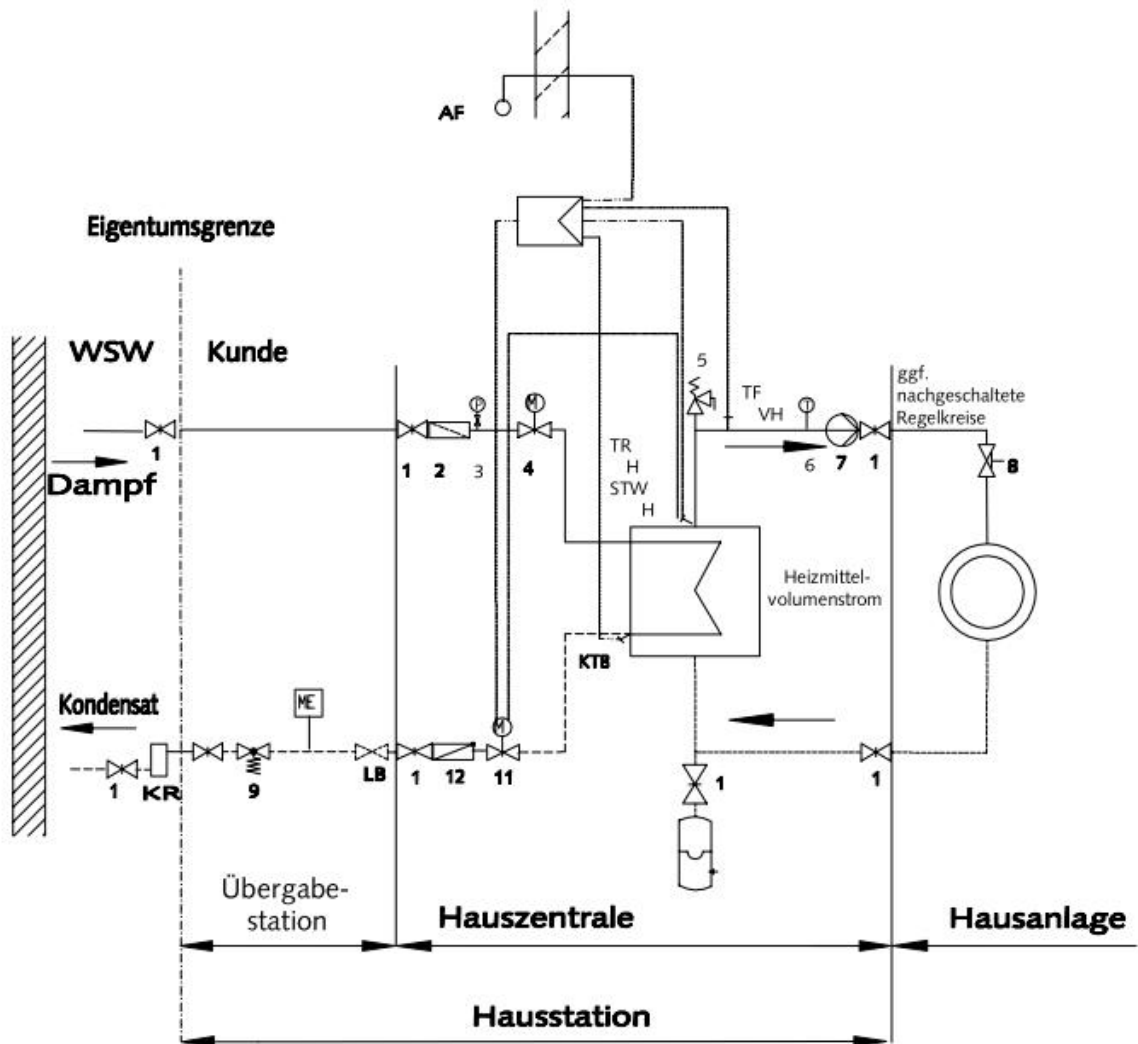 AF
Eigentumsgrenze
WSW
Kunde
1
Dampf
1
2
P
3
M
4
5
TR
H
STW
H
TF
VH
T
6
7
1
ggf.
nachgeschaltete
Regelkreise
8
Heizmittel-
volumenstrom
KTB
Kondensat
1
KR
9
ME
LB
1
12
M
11
1
1
Übergabe-
station
Hauszentrale
Hausanlage
Hausstation